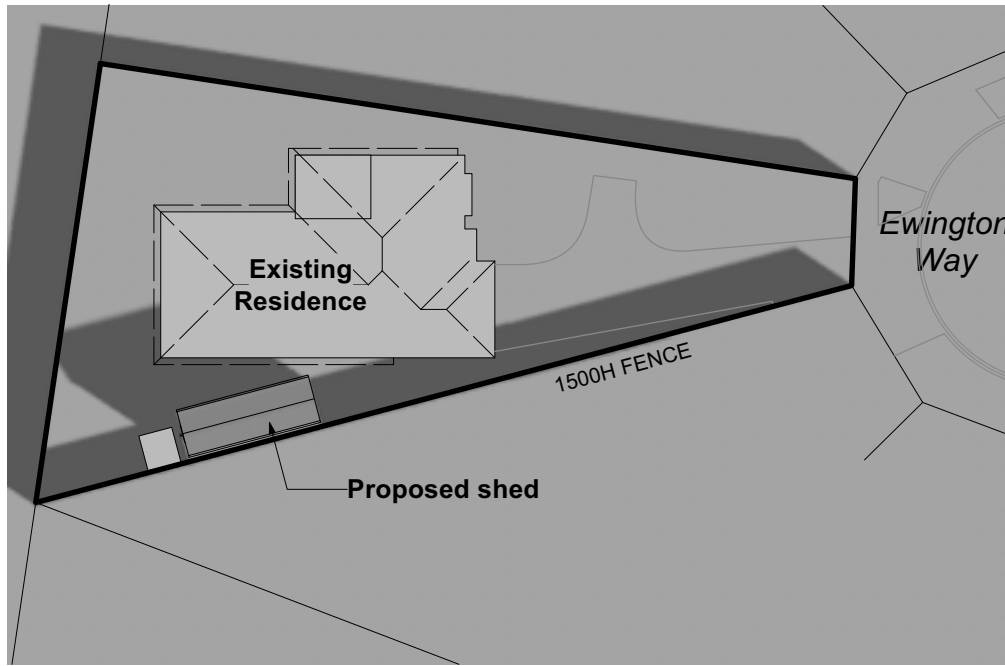 Ewington
Way
Existing
Residence
1500H FENCE
Proposed shed